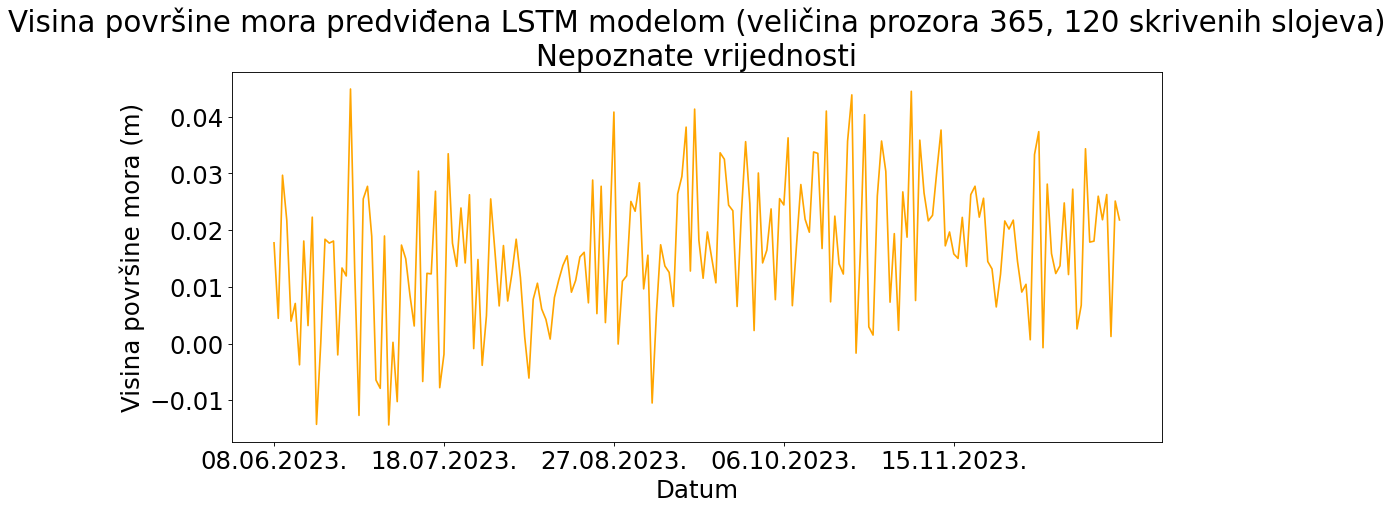 Visina površine mora predviđena LSTM modelom (veličina prozora 365, 120 skrivenih slojeva)
Nepoznate vrijednosti
Visina površine mora (m)
0.04
0.03
0.02
0.01
0.00
−0.01
08.06.2023. 18.07.2023. 27.08.2023. 06.10.2023. 15.11.2023.
Datum